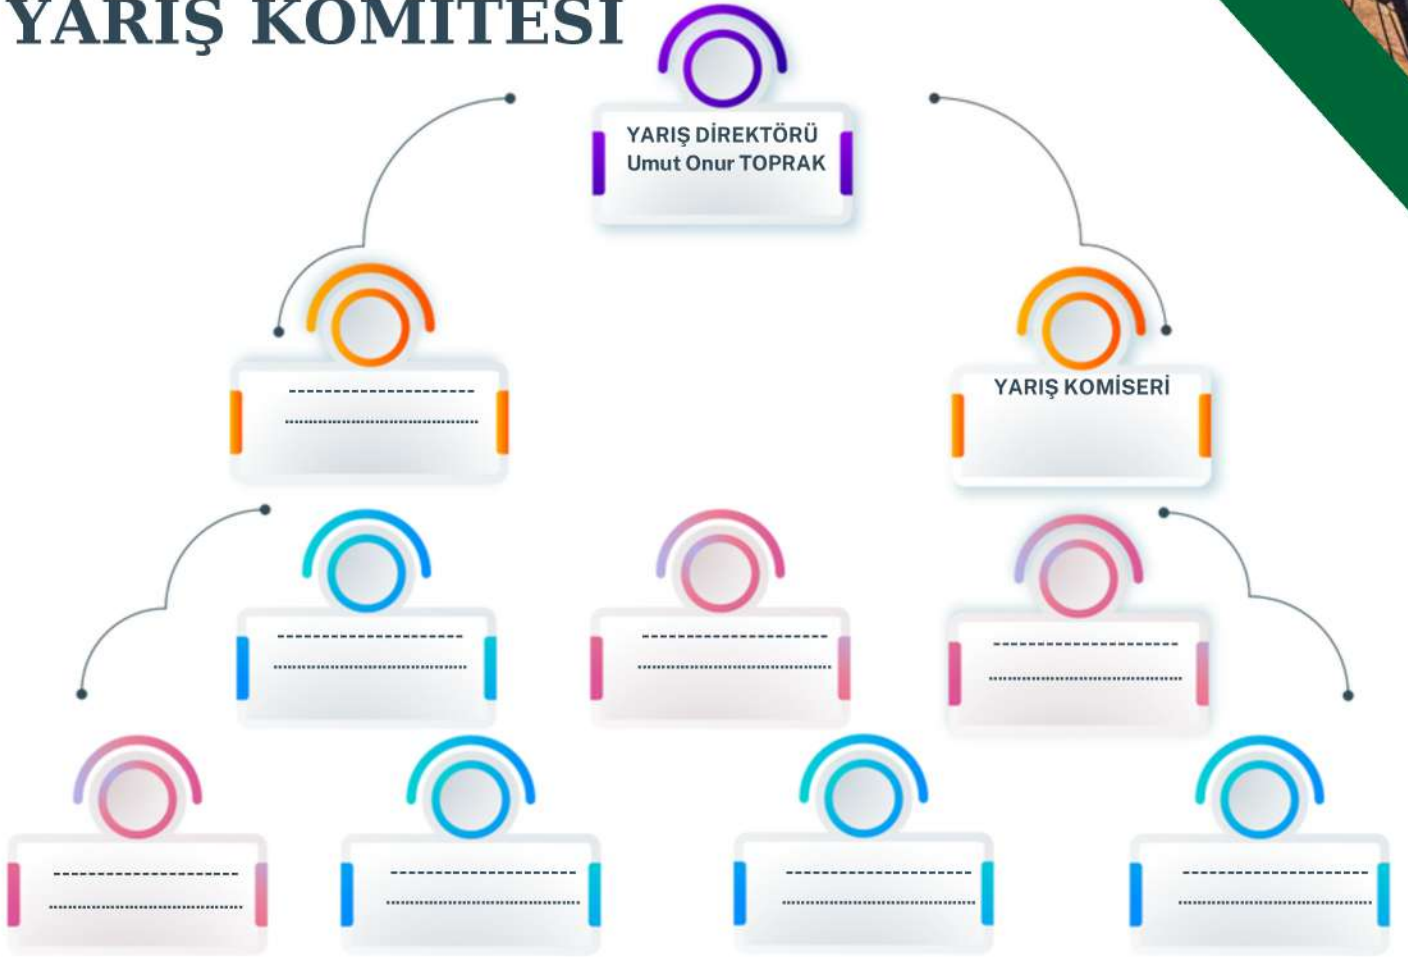 YARIŞ KOMİTESİ
YARIŞ DİREKTÖRÜ
Umut Onur TOPRAK
YARIŞ KOMİSERİ